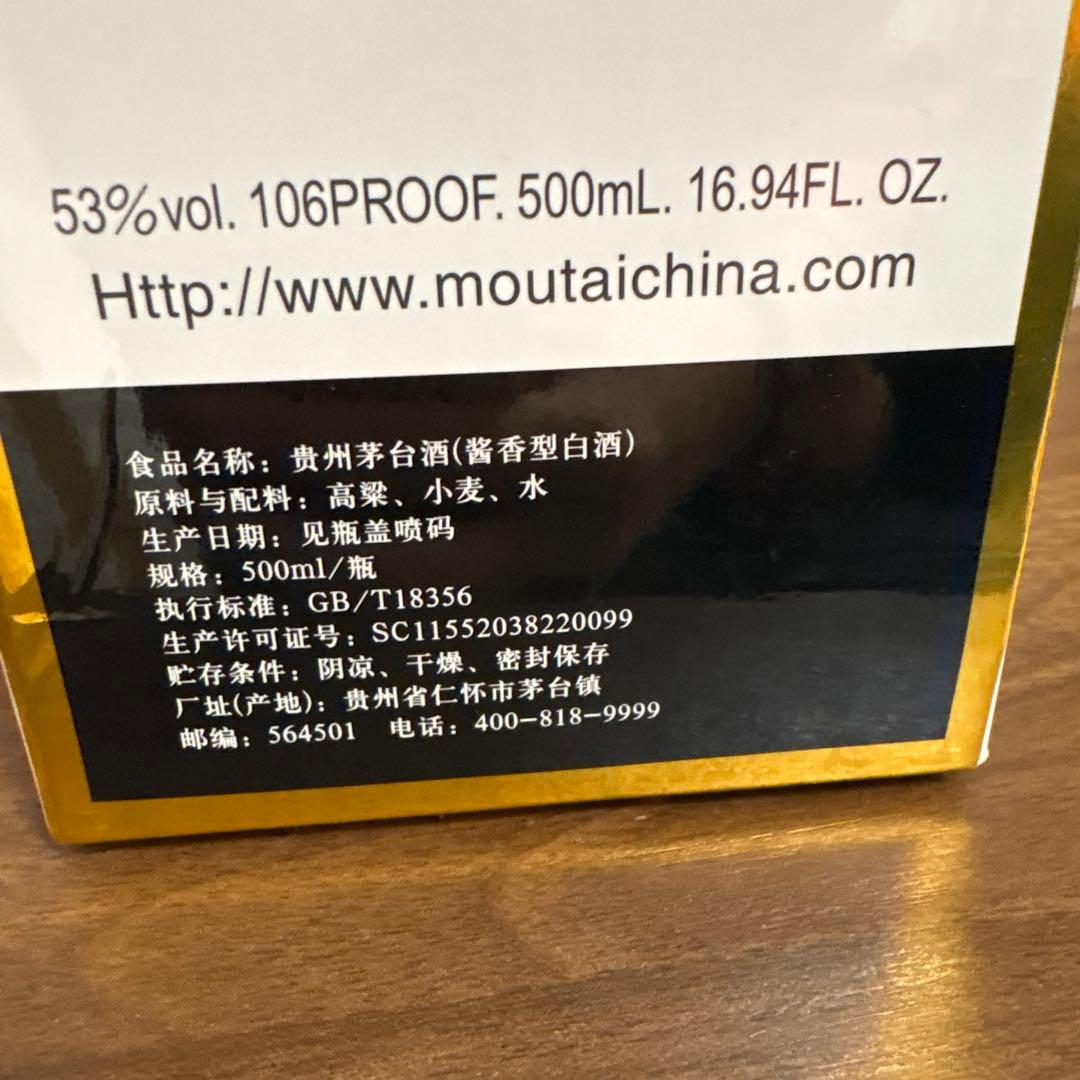 53%vol. 106PROOF. 500mL. 16.94FL. OZ.
Http://www.moutaichina.com
食品名称：贵州茅台酒(酱香型白酒)
原料与配料：高粱、小麦、水
生产日期：见瓶盖喷码
规格：500ml/瓶
执行标准：GB/T18356
生产许可证号：SC11552038220099
贮存条件：阴凉、干燥、密封保存
厂址(产地)：贵州省仁怀市茅台镇
邮编：564501 电话：400-818-9999